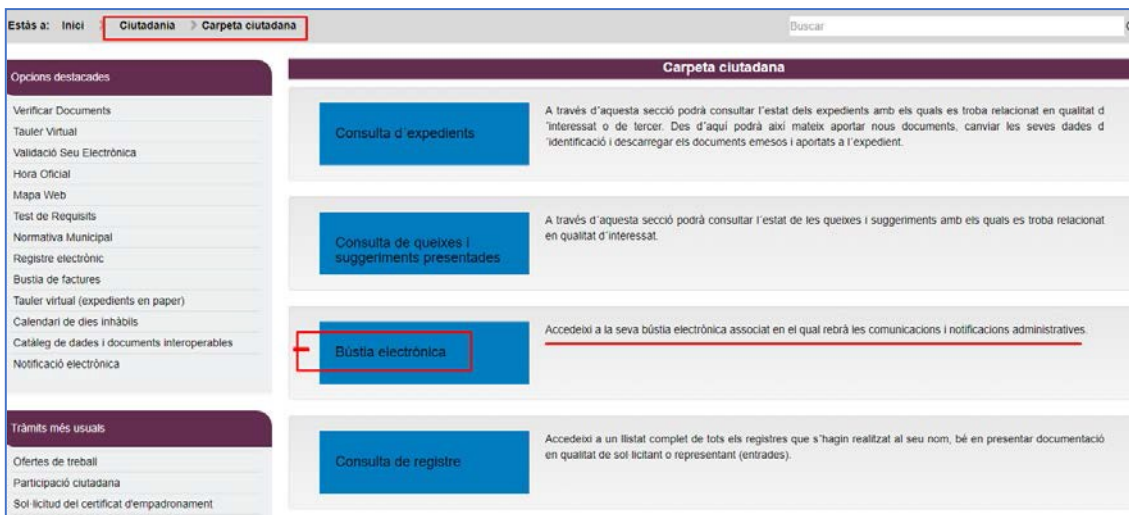 Estàs a: Inici > Ciutadania > Carpeta ciutadana
Buscar
Opcions destacades
Verificar Documents
Tauler Virtual
Validació Seu Electrònica
Hora Oficial
Mapa Web
Test de Requisits
Normativa Municipal
Registre electrònic
Bustia de factures
Tauler virtual (expedients en paper)
Calendari de dies inhàbils
Catàleg de dades i documents interoperables
Notificació electrònica
Tràmits més usuals
Ofertes de treball
Participació ciutadana
Sol·licitud del certificat d'empadronament
Carpeta ciutadana
Consulta d´expedients
A través d´aquesta secció podrà consultar l´estat dels expedients amb els quals es troba relacionat en qualitat d
´interessat o de tercer. Des d´aquí podrà així mateix aportar nous documents, canviar les seves dades d
´identificació i descarregar els documents emesos i aportats a l´expedient.
Consulta de queixes i
suggeriments presentades
A través d´aquesta secció podrà consultar l´estat de les queixes i suggeriments amb els quals es troba relacionat
en qualitat d´interessat.
Bústia electrònica
Accedeixi a la seva bústia electrònica associat en el qual rebrà les comunicacions i notificacions administratives.
Consulta de registre
Accedeixi a un llistat complet de tots els registres que s´hagin realitzat al seu nom, bé en presentar documentació
en qualitat de sol·licitant o representant (entrades).